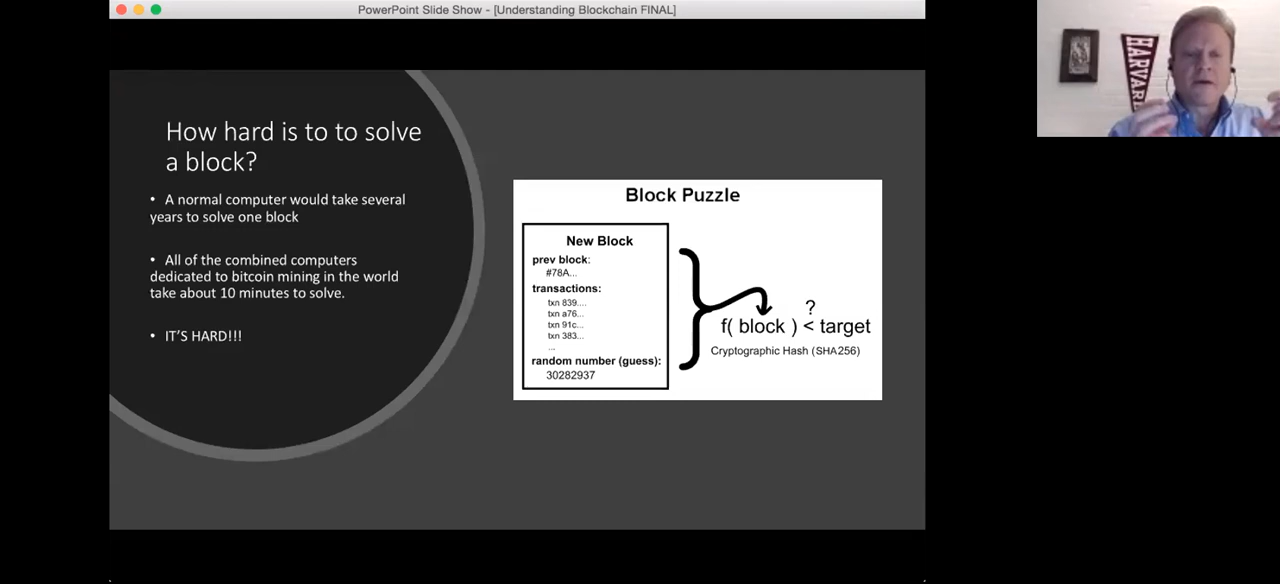 PowerPoint Slide Show - [Understanding Blockchain FINAL]
How hard is to to solve
a block?
• A normal computer would take several
years to solve one block
• All of the combined computers
dedicated to bitcoin mining in the world
take about 10 minutes to solve.
• IT'S HARD!!!
Block Puzzle
New Block
prev block:
#78A...
transactions:
txn 839....
txn a76...
txn 91c...
txn 383...
...
random number (guess):
30282937
?
f( block ) < target
Cryptographic Hash (SHA256)
HARVARD